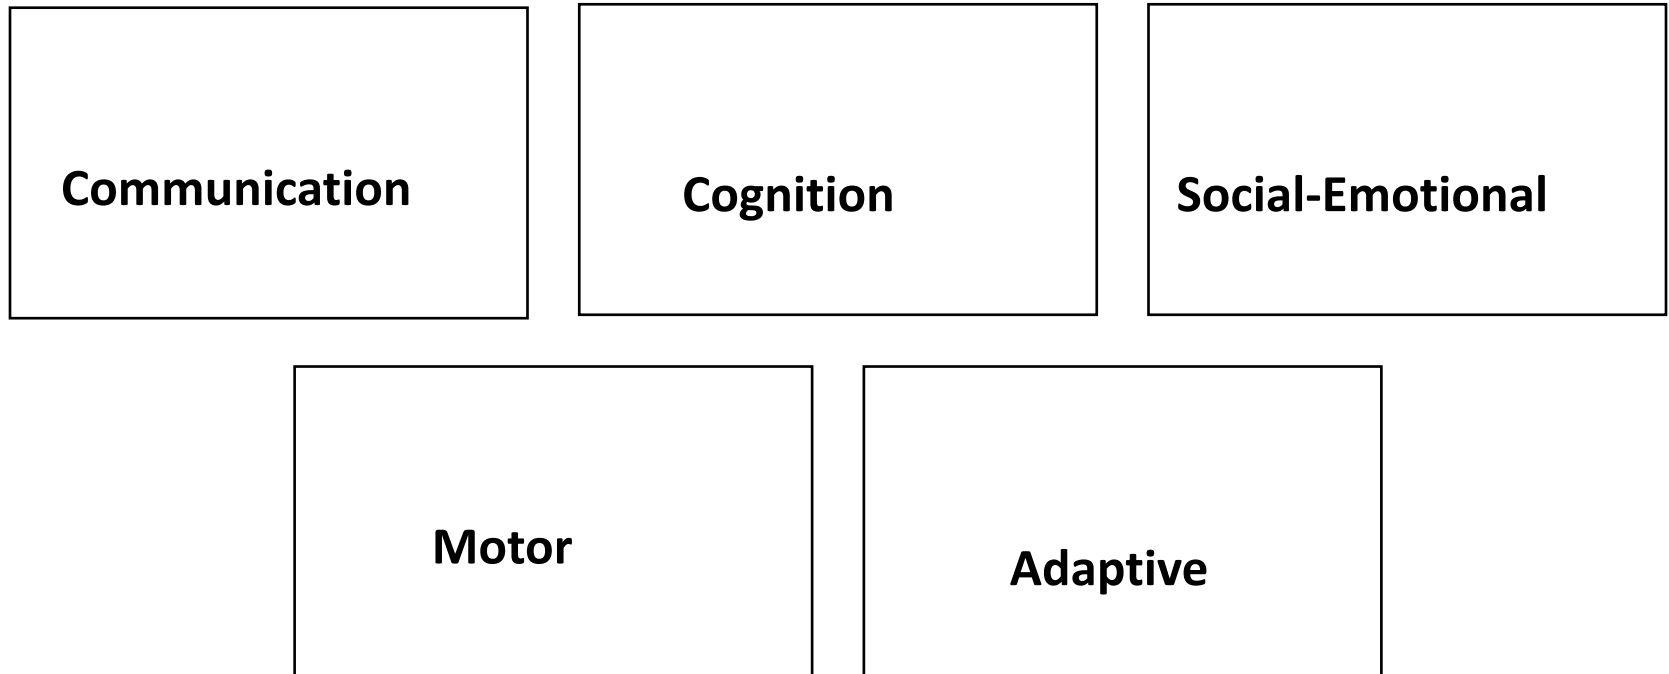 Communication
Cognition
Social-Emotional
Motor
Adaptive